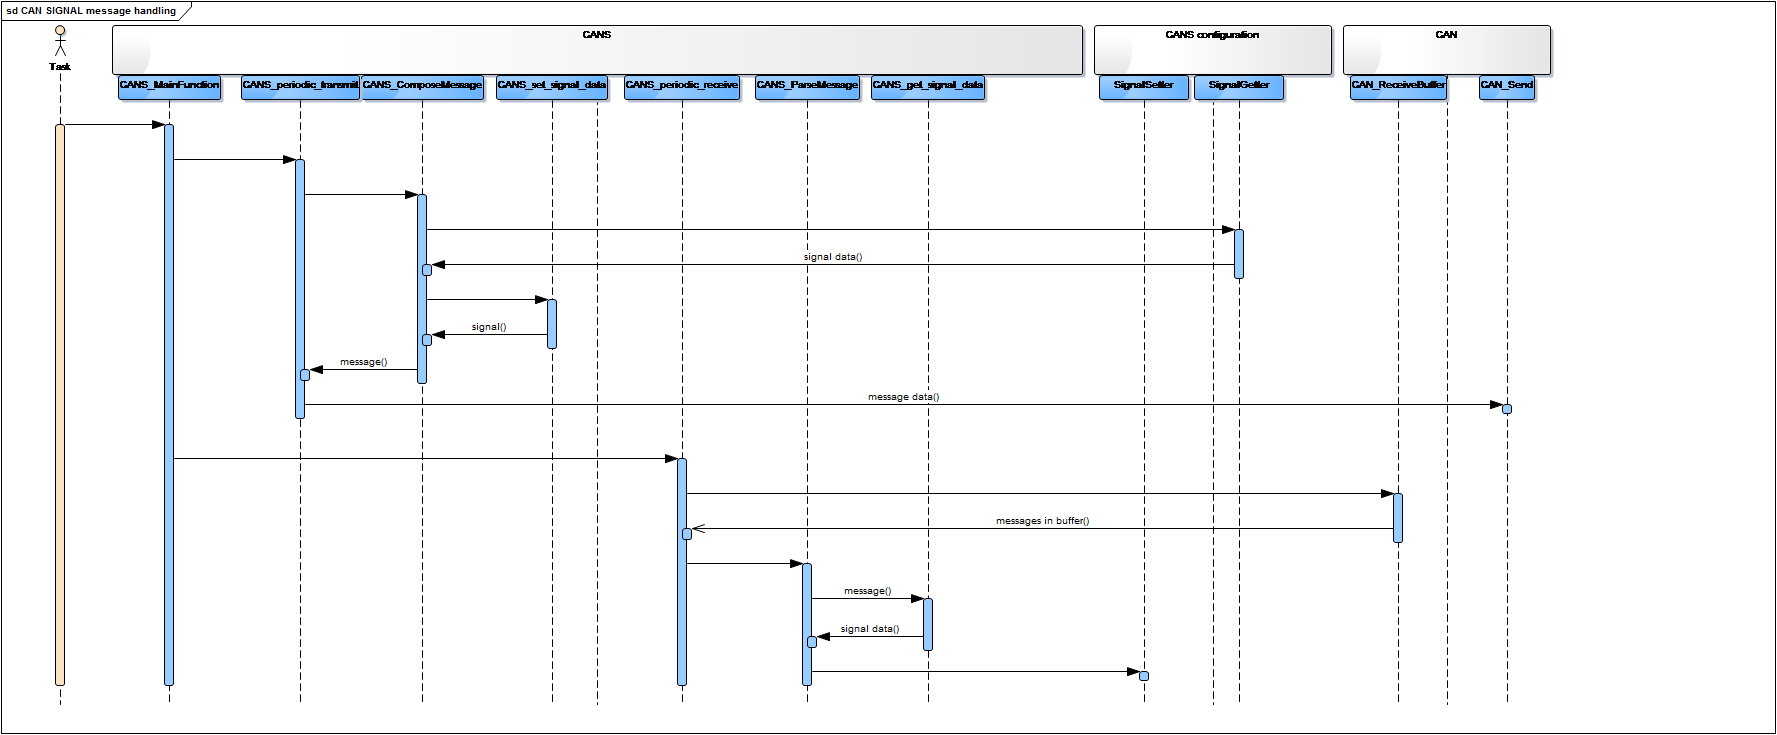 sd CAN SIGNAL message handling
Task
CANS
CANS configuration
CAN
CANS_MainFunction
CANS_periodic_transmit
CANS_ComposeMessage
CANS_set_signal_data
CANS_periodic_receive
CANS_ParseMessage
CANS_get_signal_data
SignalSetter
SignalGetter
CAN_ReceiveBuffer
CAN_Send
signal data()
signal()
message()
message data()
messages in buffer()
message()
signal data()